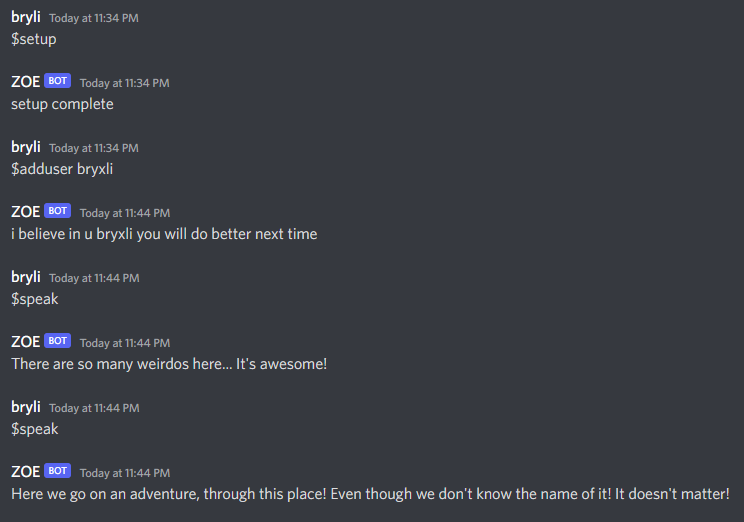 bryli Today at 11:34 PM
$setup
ZOE BOT Today at 11:34 PM
setup complete
bryli Today at 11:34 PM
$adduser bryxli
ZOE BOT Today at 11:44 PM
i believe in u bryxli you will do better next time
bryli Today at 11:44 PM
$speak
ZOE BOT Today at 11:44 PM
There are so many weirdos here... It's awesome!
bryli Today at 11:44 PM
$speak
ZOE BOT Today at 11:44 PM
Here we go on an adventure, through this place! Even though we don't know the name of it! It doesn't matter!